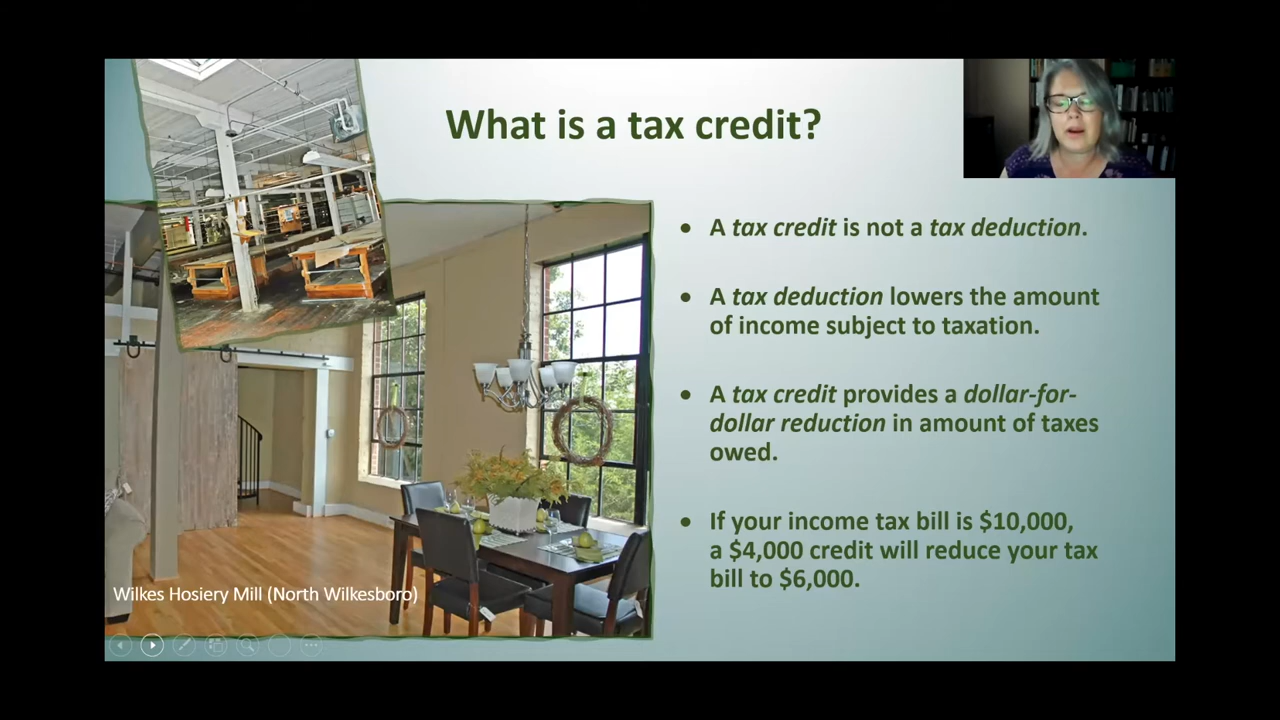 What is a tax credit?
• A tax credit is not a tax deduction.
• A tax deduction lowers the amount
of income subject to taxation.
• A tax credit provides a dollar-for-
dollar reduction in amount of taxes
owed.
• If your income tax bill is $10,000,
a $4,000 credit will reduce your tax
bill to $6,000.
Wilkes Hosiery Mill (North Wilkesboro)